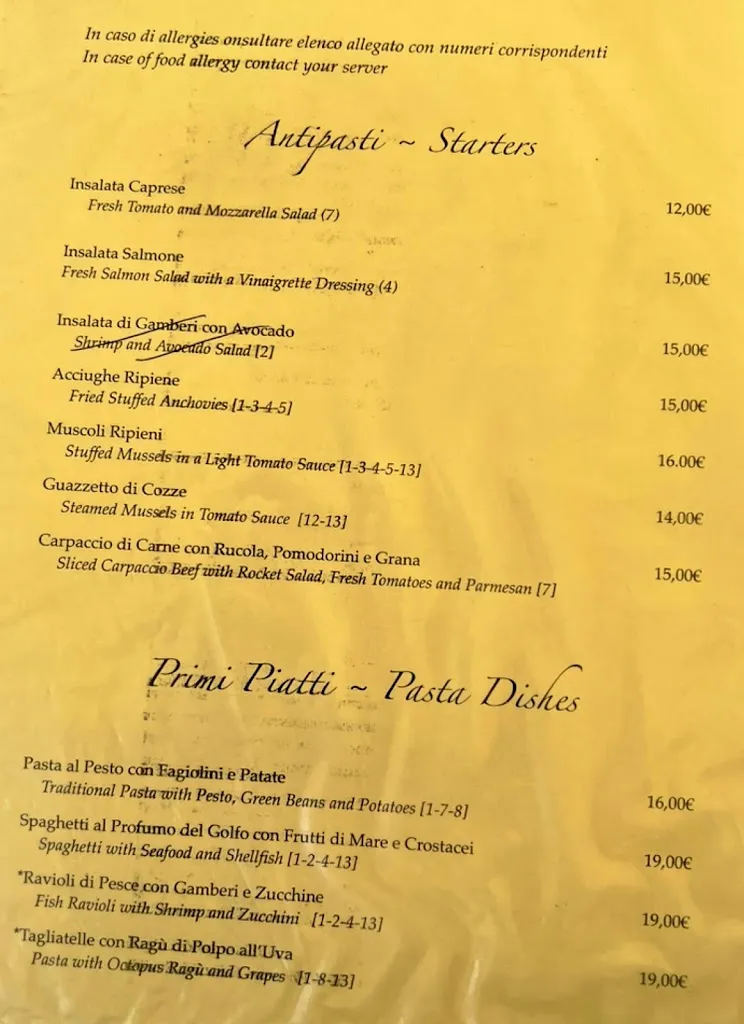 In caso di allergies onsultare elenco allegato con numeri corrispondenti
In case of food allergy contact your server
Antipasti ~ Starters
Insalata Caprese
Fresh Tomato and Mozzarella Salad (7) 12,00€
Insalata Salmone
Fresh Salmon Salad with a Vinaigrette Dressing (4) 15,00€
Insalata di Gamberi con Avocado
Shrimp and Avocado Salad [2] 15,00€
Acciughe Ripiene
Fried Stuffed Anchovies [1-3-4-5] 15,00€
Muscoli Ripieni
Stuffed Mussels in a Light Tomato Sauce [1-3-4-5-13] 16.00€
Guazzetto di Cozze
Steamed Mussels in Tomato Sauce [12-13] 14,00€
Carpaccio di Carne con Rucola, Pomodorini e Grana
Sliced Carpaccio Beef with Rocket Salad, Fresh Tomatoes and Parmesan [7] 15,00€
Primi Piatti ~ Pasta Dishes
Pasta al Pesto con Fagiolini e Patate
Traditional Pasta with Pesto, Green Beans and Potatoes [1-7-8] 16,00€
Spaghetti al Profumo del Golfo con Frutti di Mare e Crostacei
Spaghetti with Seafood and Shellfish [1-2-4-13] 19,00€
*Ravioli di Pesce con Gamberi e Zucchine
Fish Ravioli with Shrimp and Zucchini [1-2-4-13] 19,00€
*Tagliatelle con Ragù di Polpo all'Uva
Pasta with Octopus Ragù and Grapes [1-8-13] 19,00€